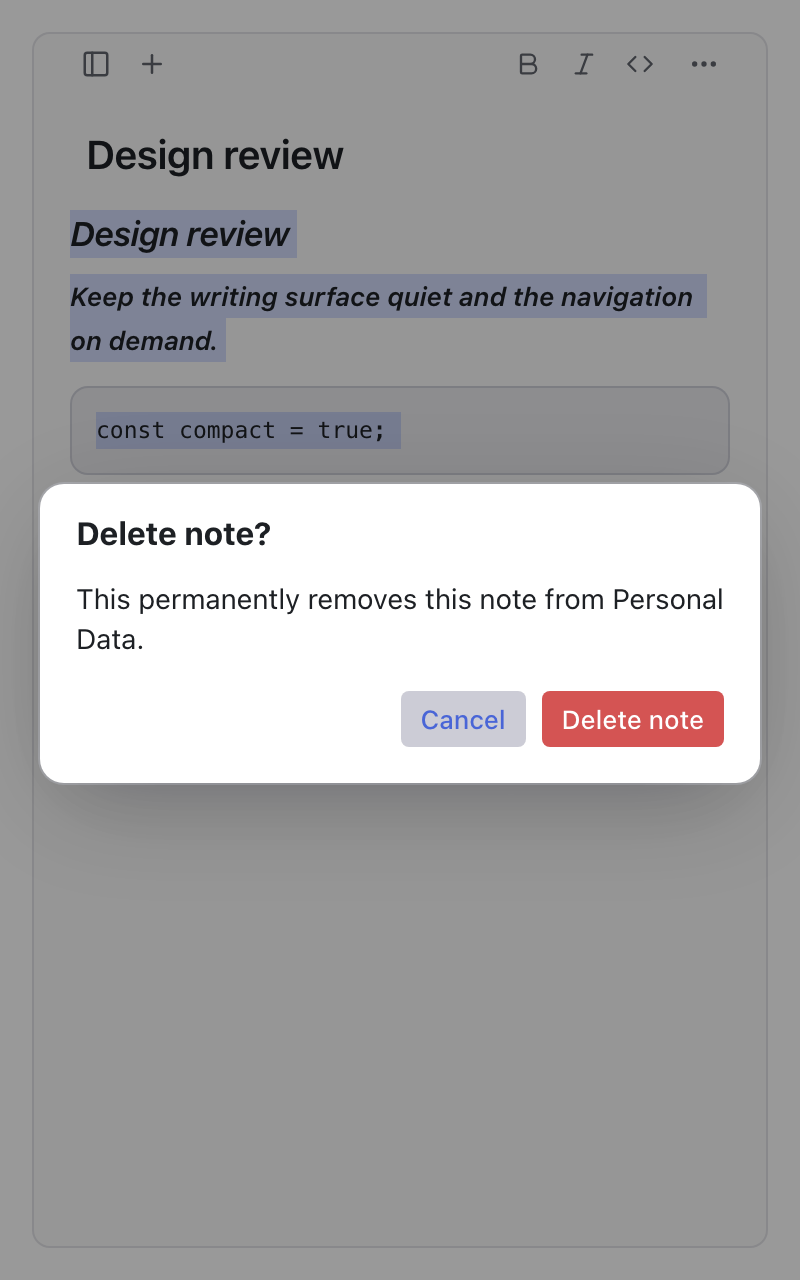 Design review
Design review
Keep the writing surface quiet and the navigation
on demand.
const compact = true;
Delete note?
This permanently removes this note from Personal
Data.
Cancel Delete note